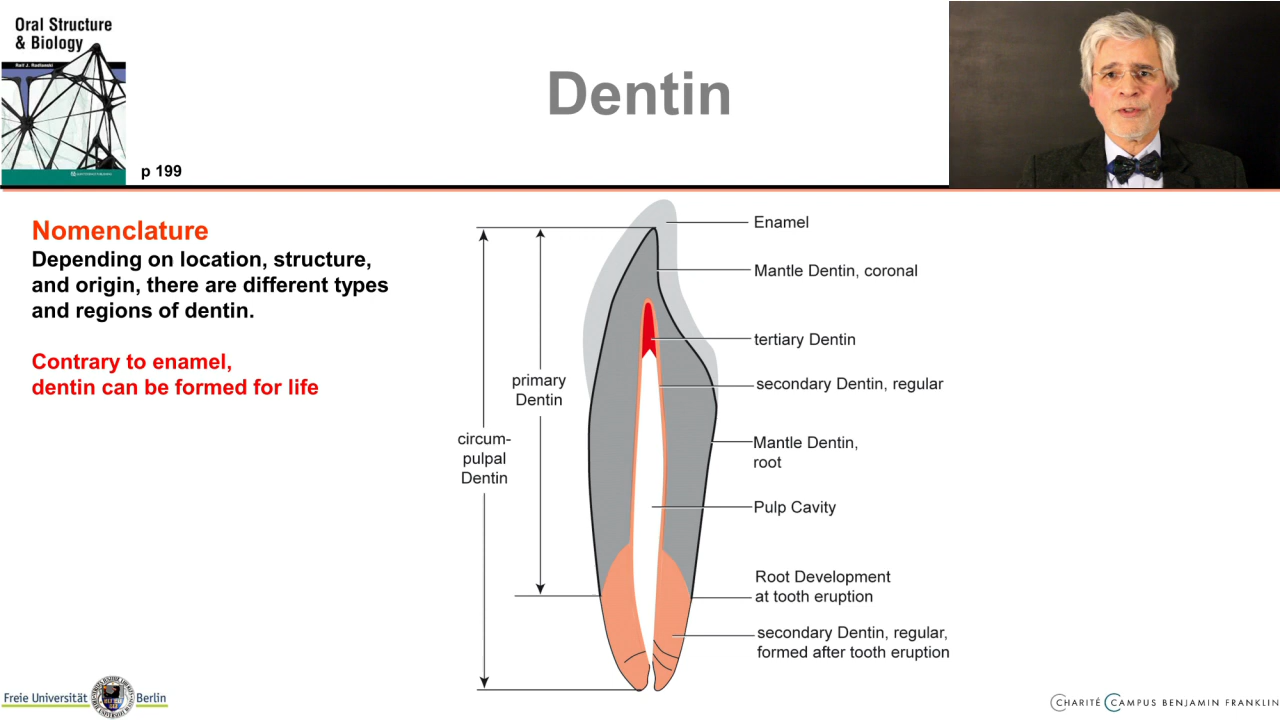 Oral Structure
& Biology
Ralf J. Radlanski
p 199
Dentin
Nomenclature
Depending on location, structure,
and origin, there are different types
and regions of dentin.
Contrary to enamel,
dentin can be formed for life
Enamel
Mantle Dentin, coronal
tertiary Dentin
secondary Dentin, regular
primary
Dentin
circum-
pulpal
Dentin
Mantle Dentin,
root
Pulp Cavity
Root Development
at tooth eruption
secondary Dentin, regular,
formed after tooth eruption
Freie Universität
Berlin
CHARITÉ CAMPUS BENJAMIN FRANKLIN